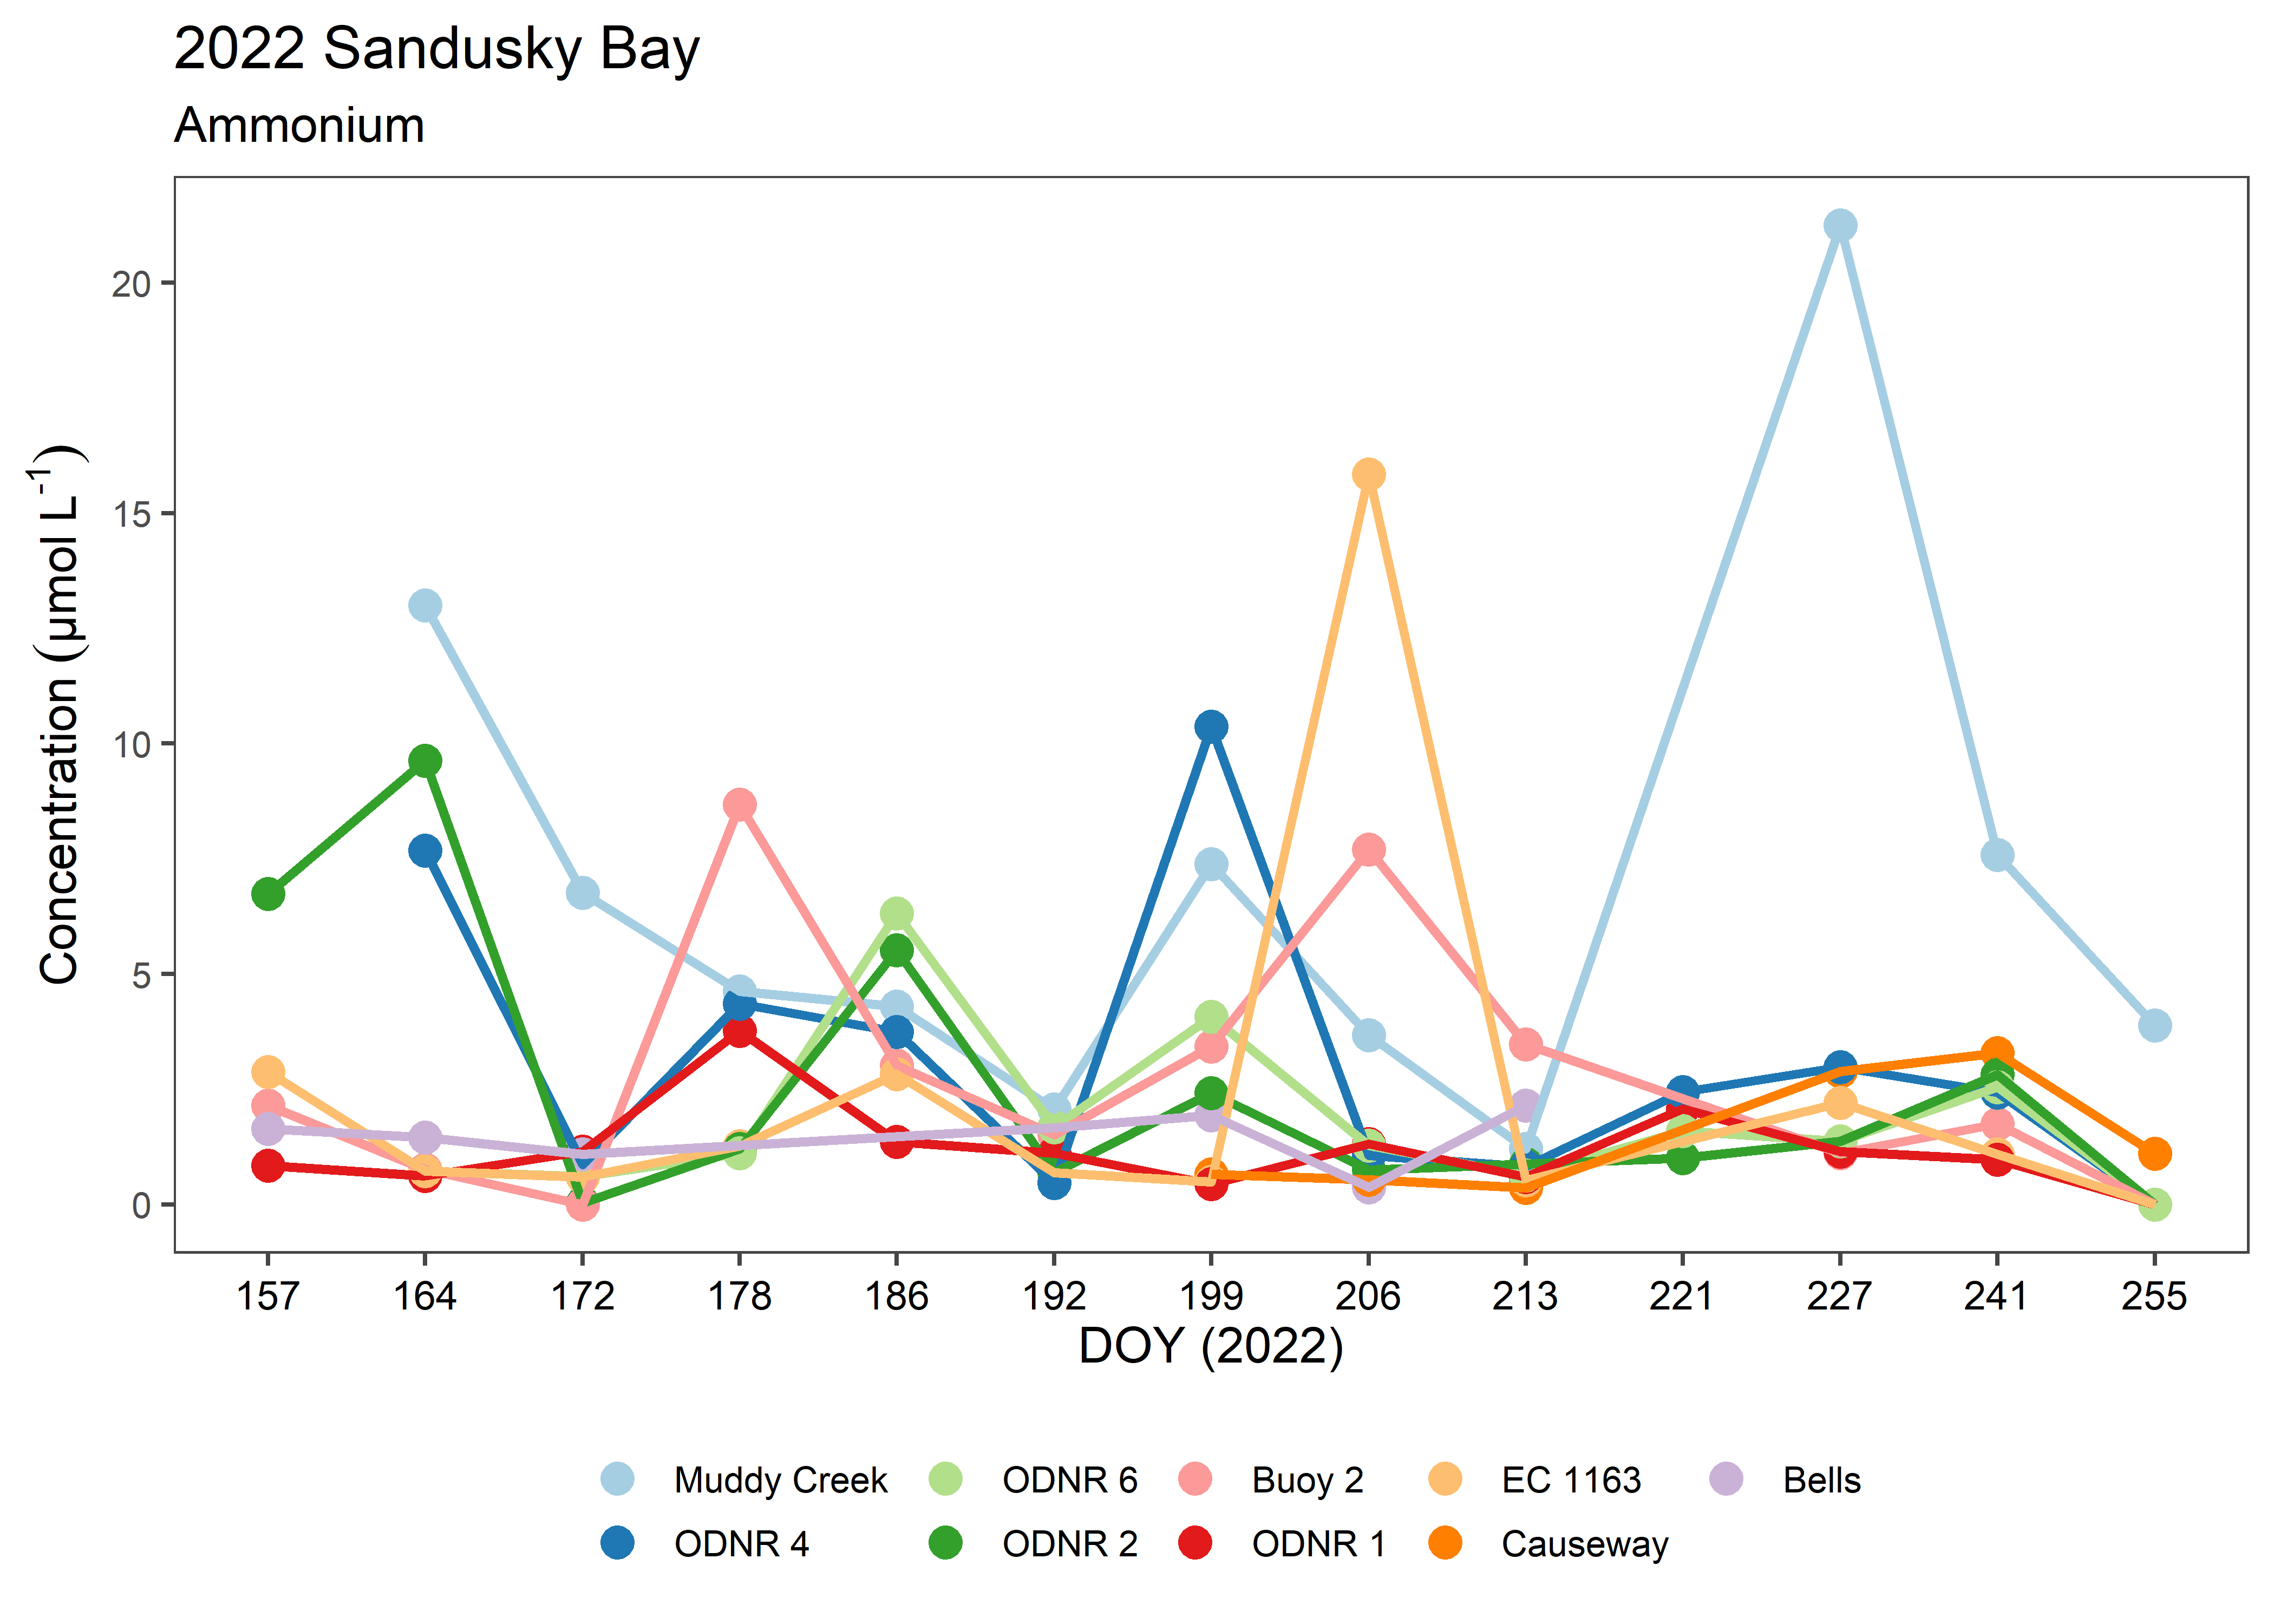 2022 Sandusky Bay
Ammonium
Concentration (µmol L⁻¹)
20
15
10
5
0
157 164 172 178 186 192 199 206 213 221 227 241 255
DOY (2022)
Muddy Creek ODNR 6 Buoy 2 EC 1163 Bells
ODNR 4 ODNR 2 ODNR 1 Causeway